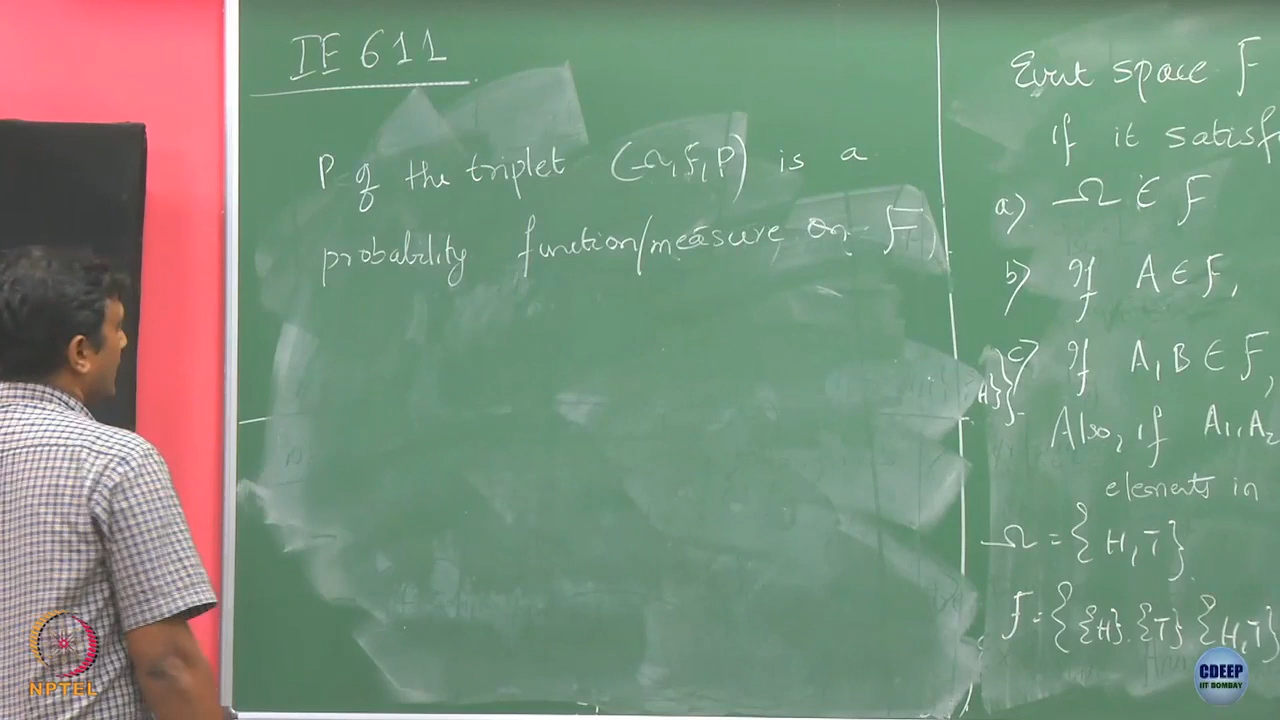 IE 611
P of the triplet (Ω, F, P) is a
probability function/measure on F,
Event space F
if it satisf
a) Ω ∈ F
b) If A ∈ F,
c) If A, B ∈ F,
H}}
Also, if A1, A2
elements in
Ω = {H, T}
F = { {H}. {T} {H, T}
NPTEL
CDEEP
IIT BOMBAY